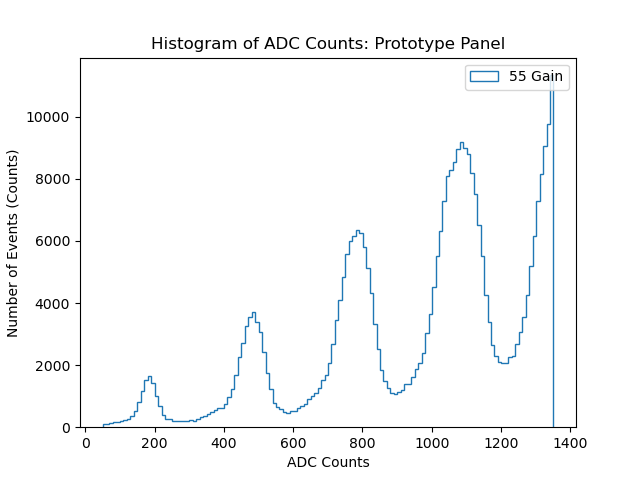 Histogram of ADC Counts: Prototype Panel
55 Gain
Number of Events (Counts)
10000
8000
6000
4000
2000
0
0 200 400 600 800 1000 1200 1400
ADC Counts